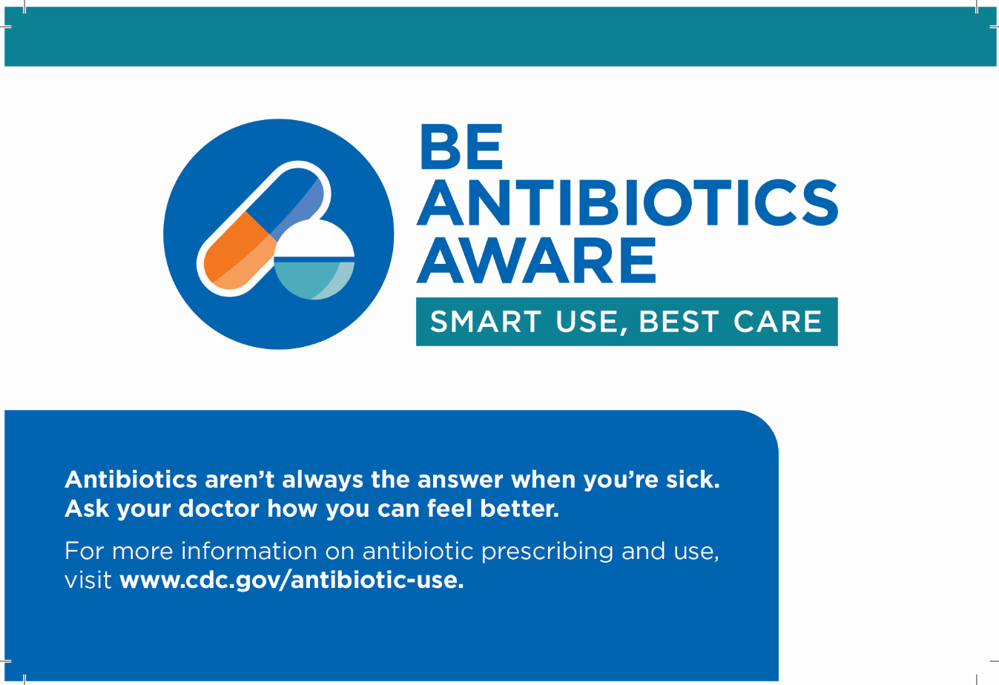 BE
ANTIBIOTICS
AWARE
SMART USE, BEST CARE
Antibiotics aren’t always the answer when you’re sick.
Ask your doctor how you can feel better.
For more information on antibiotic prescribing and use,
visit www.cdc.gov/antibiotic-use.